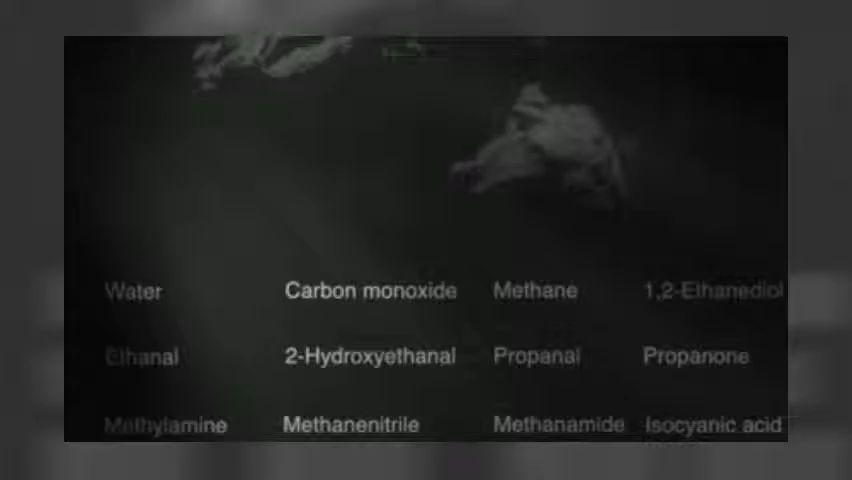 Water Carbon monoxide Methane 1,2-Ethanediol
Ethanal 2-Hydroxyethanal Propanal Propanone
Methylamine Methanenitrile Methanamide Isocyanic acid